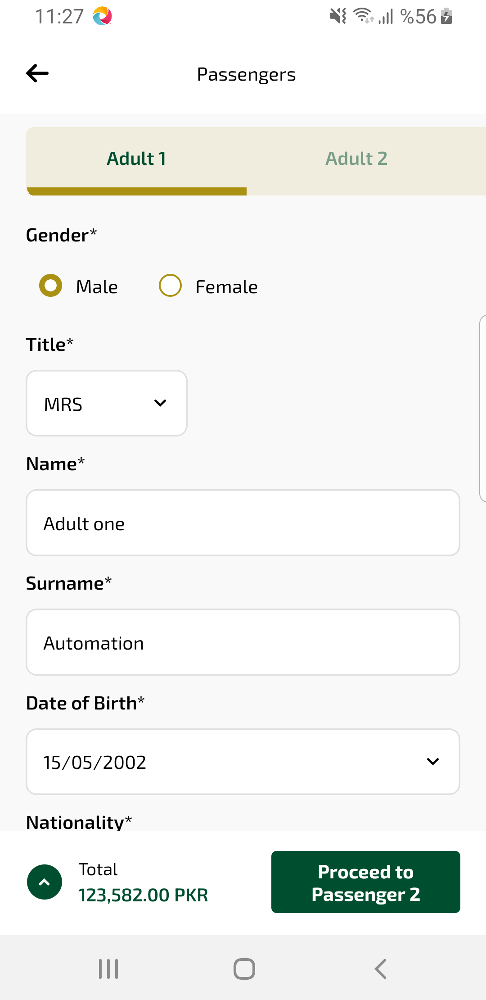 11:27 %56
Passengers
Adult 1 Adult 2
Gender*
Male Female
Title*
MRS
Name*
Adult one
Surname*
Automation
Date of Birth*
15/05/2002
Nationality*
Total
123,582.00 PKR
Proceed to
Passenger 2